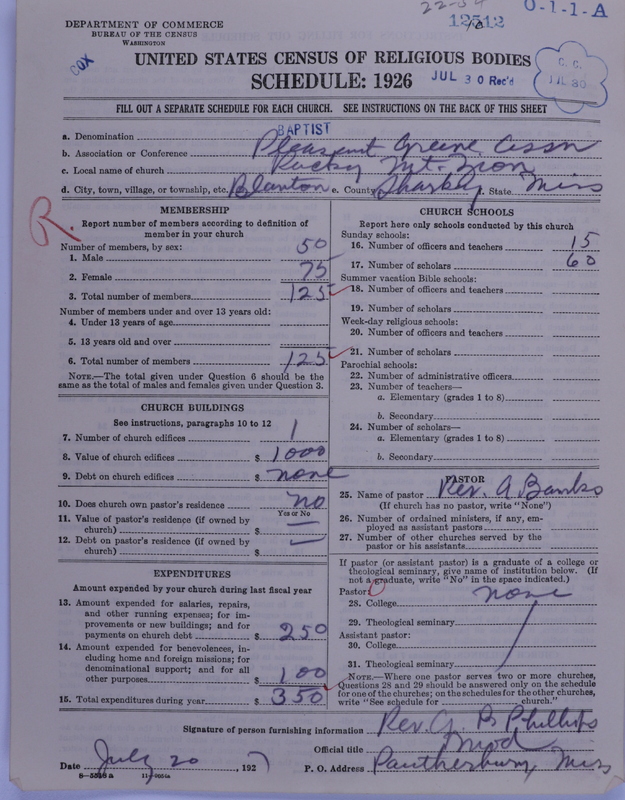 22-84
0-1-1-A
12512
DEPARTMENT OF COMMERCE
BUREAU OF THE CENSUS
WASHINGTON
COX
UNITED STATES CENSUS OF RELIGIOUS BODIES
SCHEDULE: 1926
JUL 30 Rec'd
C. C.
JUL 30
FILL OUT A SEPARATE SCHEDULE FOR EACH CHURCH. SEE INSTRUCTIONS ON THE BACK OF THIS SHEET
a. Denomination BAPTIST
b. Association or Conference Pleasant Greene Assn
c. Local name of church Rocky Mt. Zion
d. City, town, village, or township, etc. Blanton e. County Sharkey f. State Miss
R.
MEMBERSHIP
Report number of members according to definition of
member in your church
Number of members, by sex:
1. Male 50
2. Female 75
3. Total number of members 125
Number of members under and over 13 years old:
4. Under 13 years of age
5. 13 years old and over
6. Total number of members 125
NOTE.—The total given under Question 6 should be the
same as the total of males and females given under Question 3.
CHURCH BUILDINGS
See instructions, paragraphs 10 to 12
7. Number of church edifices 1
8. Value of church edifices $ 1000
9. Debt on church edifices $ none
10. Does church own pastor's residence no
Yes or No
11. Value of pastor's residence (if owned by
church) $ —
12. Debt on pastor's residence (if owned by
church) $ —
EXPENDITURES
Amount expended by your church during last fiscal year
13. Amount expended for salaries, repairs,
and other running expenses; for im-
provements or new buildings; and for
payments on church debt $ 250
14. Amount expended for benevolences, in-
cluding home and foreign missions; for
denominational support; and for all
other purposes $ 100
15. Total expenditures during year $ 350
CHURCH SCHOOLS
Report here only schools conducted by this church
Sunday schools:
16. Number of officers and teachers 15
17. Number of scholars 60
Summer vacation Bible schools:
18. Number of officers and teachers
19. Number of scholars
Week-day religious schools:
20. Number of officers and teachers
21. Number of scholars
Parochial schools:
22. Number of administrative officers
23. Number of teachers—
a. Elementary (grades 1 to 8)
b. Secondary
24. Number of scholars—
a. Elementary (grades 1 to 8)
b. Secondary
PASTOR
25. Name of pastor Rev. A Banks
(If church has no pastor, write "None")
26. Number of ordained ministers, if any, em-
ployed as assistant pastors
27. Number of other churches served by the
pastor or his assistants
If pastor (or assistant pastor) is a graduate of a college or
theological seminary, give name of institution below. (If
not a graduate, write "No" in the space indicated.)
Pastor: 0
28. College none
29. Theological seminary
Assistant pastor:
30. College
31. Theological seminary
NOTE.—Where one pastor serves two or more churches,
Questions 28 and 29 should be answered only on the schedule
for one of the churches; on the schedules for the other churches,
write "See schedule for church."
Signature of person furnishing information Rev. G B Phillips
Official title Mod
Date July 20, 1927 P. O. Address Pantherburn, Miss
8-5518a